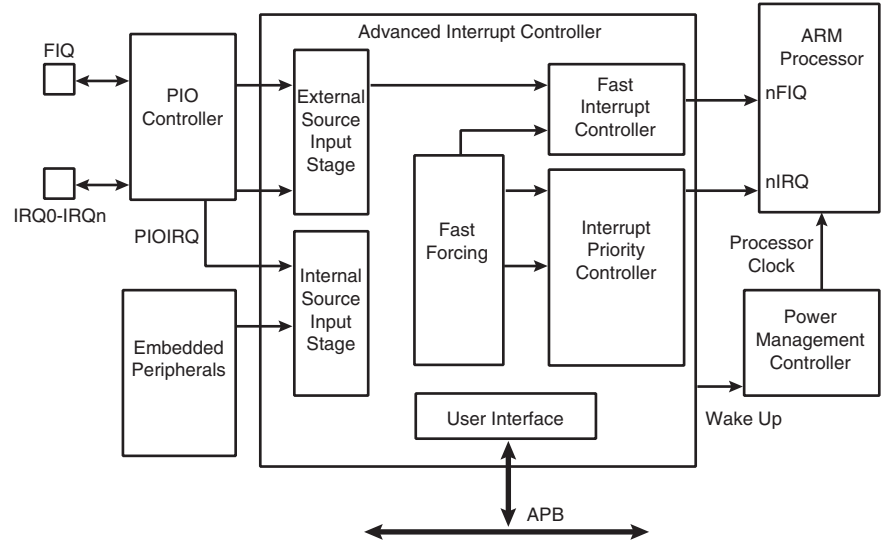 Advanced Interrupt Controller
FIQ
PIO
Controller
IRQ0-IRQn
PIOIRQ
Embedded
Peripherals
External
Source
Input
Stage
Internal
Source
Input
Stage
Fast
Forcing
Fast
Interrupt
Controller
Interrupt
Priority
Controller
User Interface
APB
ARM
Processor
nFIQ
nIRQ
Processor
Clock
Power
Management
Controller
Wake Up